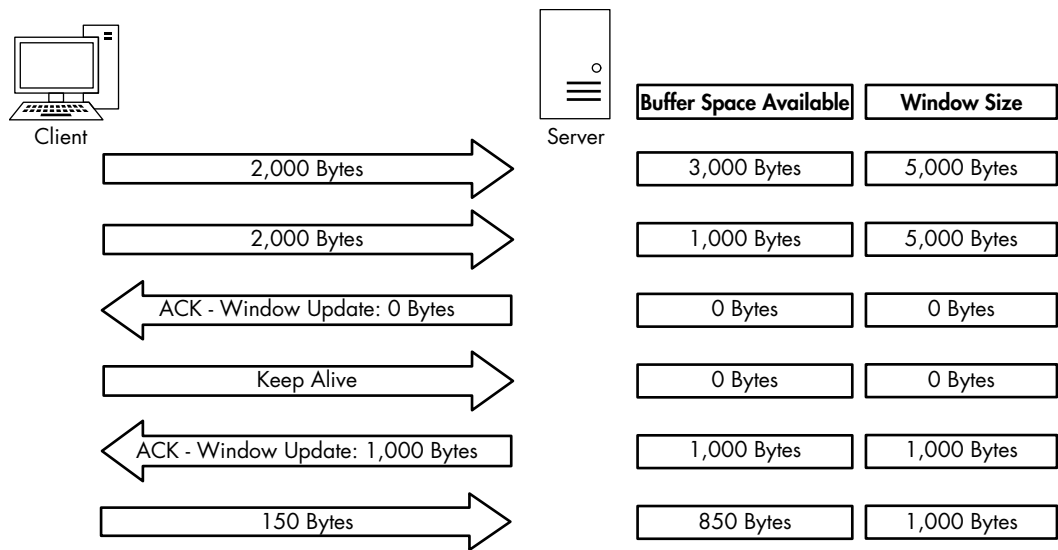 Client
Server
Buffer Space Available
Window Size
2,000 Bytes
3,000 Bytes
5,000 Bytes
2,000 Bytes
1,000 Bytes
5,000 Bytes
ACK - Window Update: 0 Bytes
0 Bytes
0 Bytes
Keep Alive
0 Bytes
0 Bytes
ACK - Window Update: 1,000 Bytes
1,000 Bytes
1,000 Bytes
150 Bytes
850 Bytes
1,000 Bytes